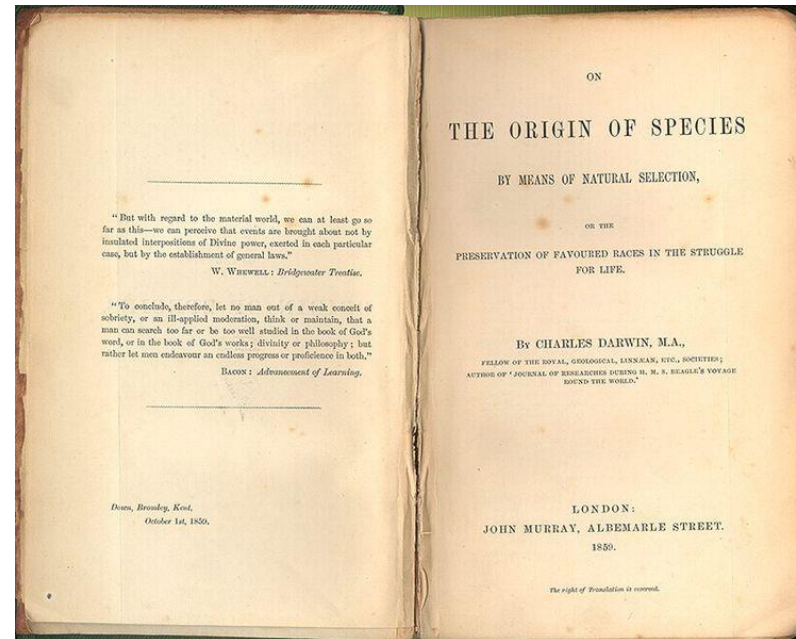 “ But with regard to the material world, we can at least go so
far as this—we can perceive that events are brought about not by
insulated interpositions of Divine power, exerted in each particular
case, but by the establishment of general laws.”
W. WHEWELL : Bridgewater Treatise.
“ To conclude, therefore, let no man out of a weak conceit of
sobriety, or an ill-applied moderation, think or maintain, that a
man can search too far or be too well studied in the book of God's
word, or in the book of God's works ; divinity or philosophy ; but
rather let men endeavour an endless progress or proficience in both.”
BACON : Advancement of Learning.
Down, Bromley, Kent,
October 1st, 1859.
ON
THE ORIGIN OF SPECIES
BY MEANS OF NATURAL SELECTION,
OR THE
PRESERVATION OF FAVOURED RACES IN THE STRUGGLE
FOR LIFE.
BY CHARLES DARWIN, M.A.,
FELLOW OF THE ROYAL, GEOLOGICAL, LINNÆAN, ETC., SOCIETIES ;
AUTHOR OF ‘JOURNAL OF RESEARCHES DURING H. M. S. BEAGLE'S VOYAGE
ROUND THE WORLD.’
LONDON:
JOHN MURRAY, ALBEMARLE STREET.
1859.
The right of Translation is reserved.